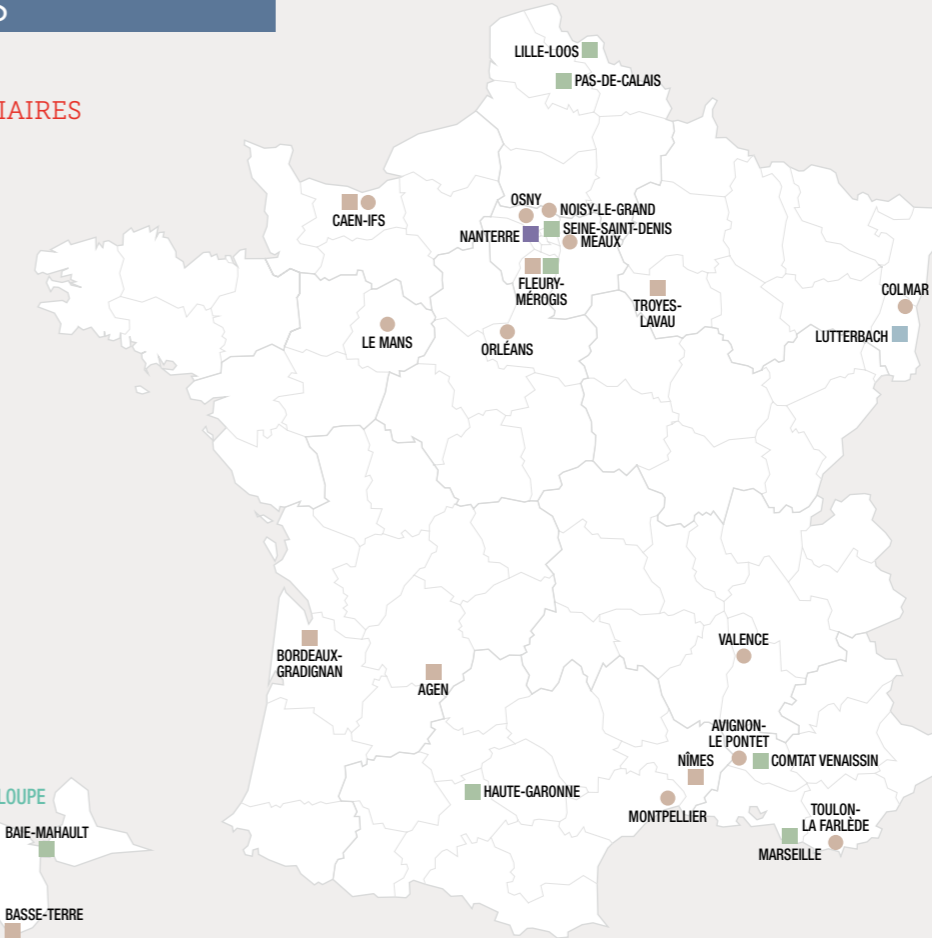 IAIRES
LILLE-LOOS
PAS-DE-CALAIS
CAEN-IFS
OSNY
NOISY-LE-GRAND
SEINE-SAINT-DENIS
NANTERRE
MEAUX
FLEURY-
MÉROGIS
TROYES-
LAVAU
COLMAR
LUTTERBACH
LE MANS
ORLÉANS
BORDEAUX-
GRADIGNAN
AGEN
VALENCE
AVIGNON-
LE PONTET
COMTAT VENAISSIN
NÎMES
HAUTE-GARONNE
MONTPELLIER
TOULON-
LA FARLÈDE
MARSEILLE
LOUPE
BAIE-MAHAULT
BASSE-TERRE